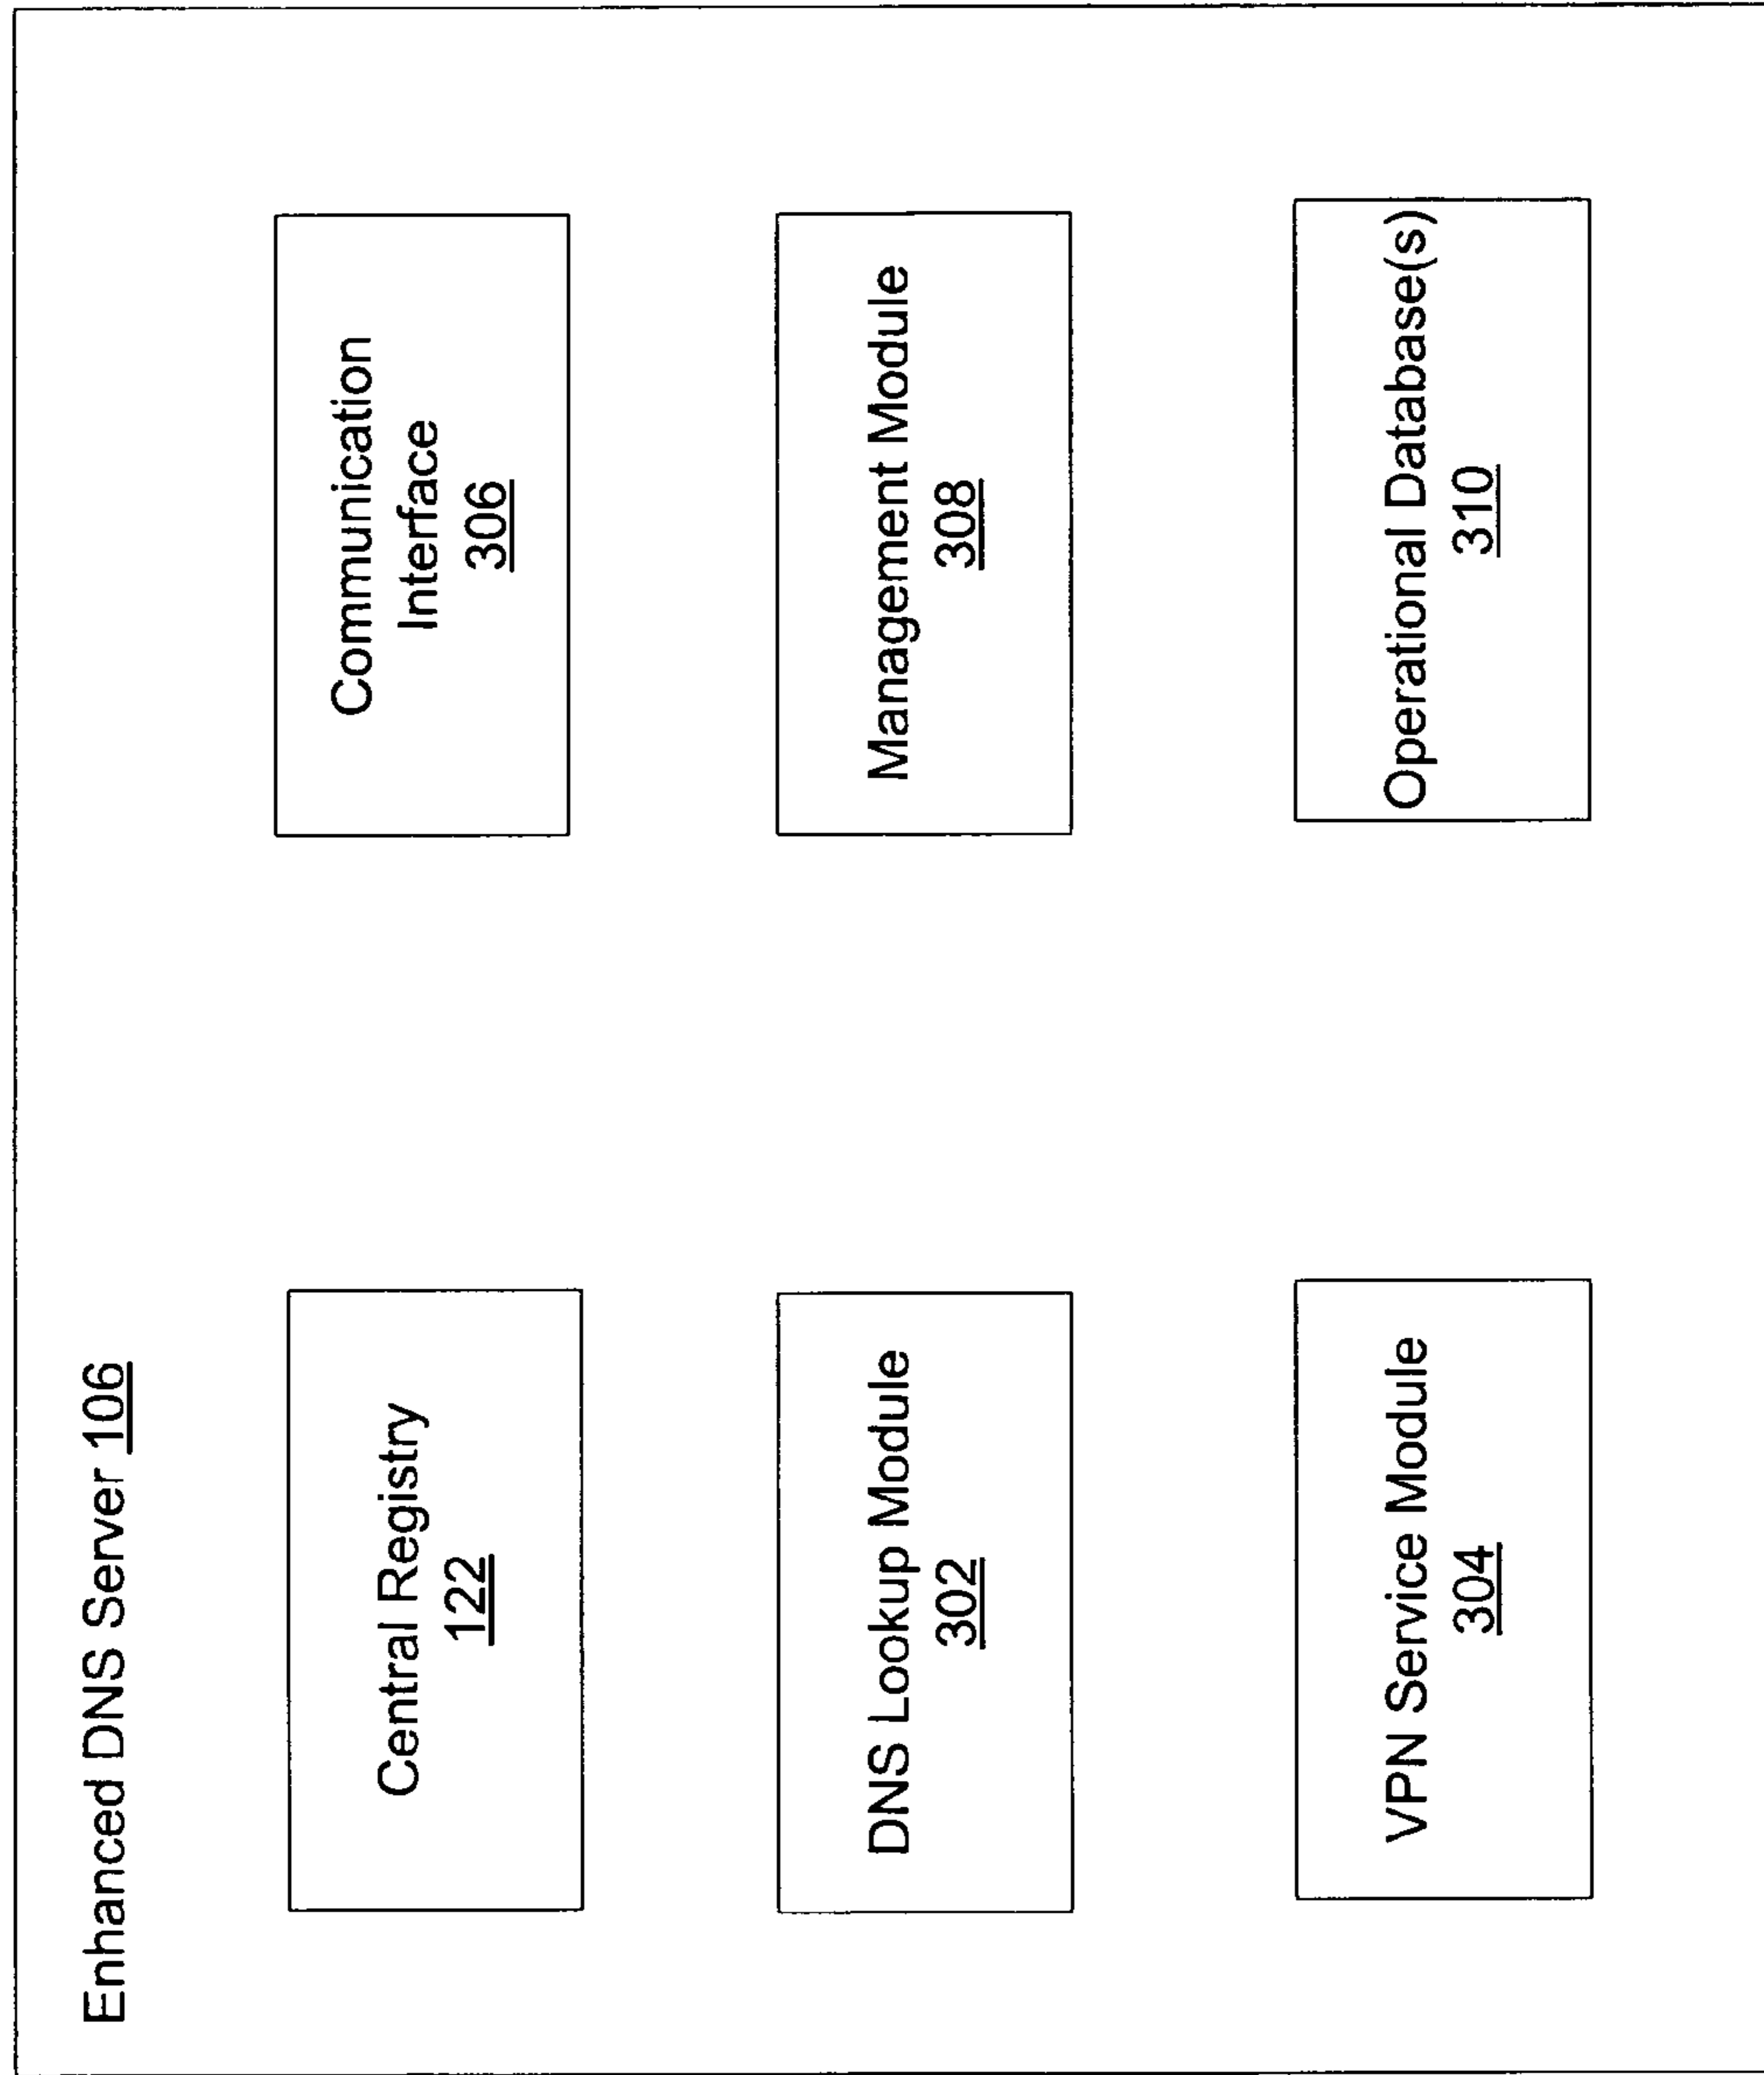 Enhanced DNS Server 106
Central Registry
122
Communication
Interface
306
DNS Lookup Module
302
Management Module
308
VPN Service Module
304
Operational Database(s)
310